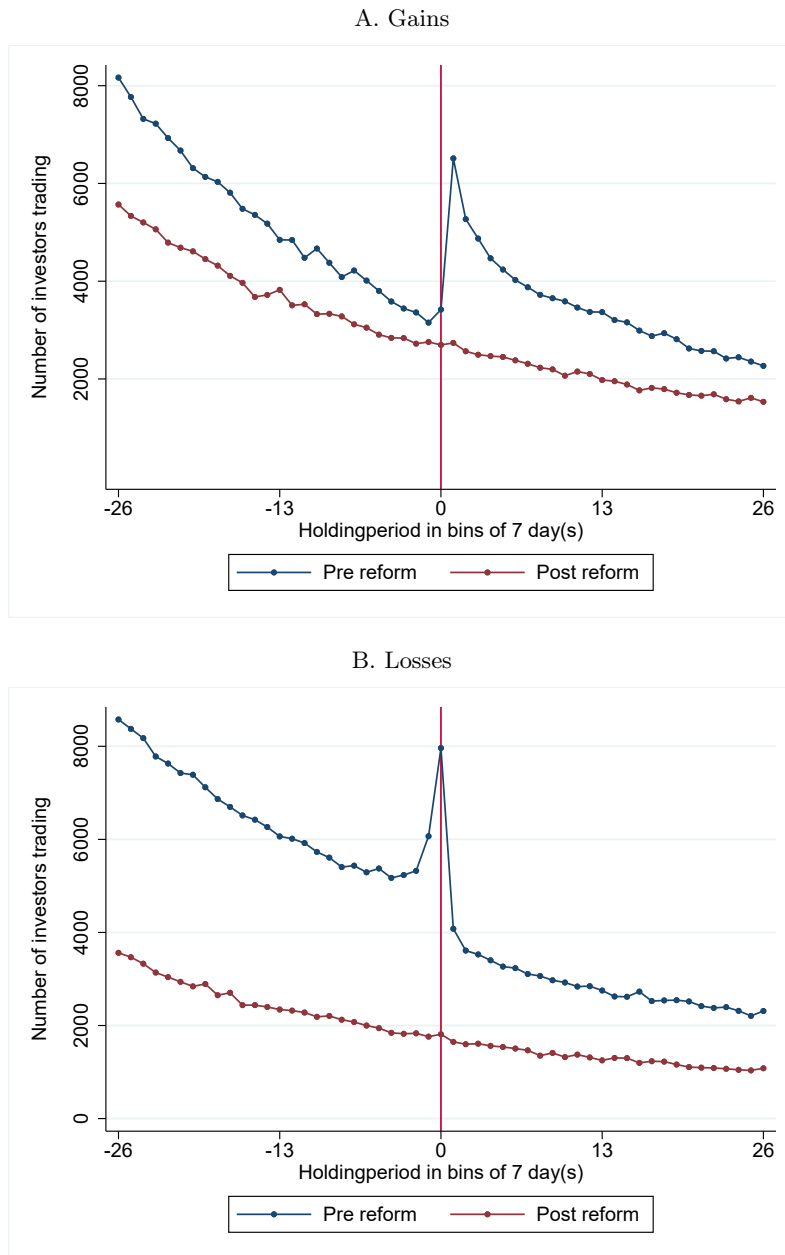 A. Gains
Number of investors trading
8000
6000
4000
2000
-26 -13 0 13 26
Holdingperiod in bins of 7 day(s)
Pre reform Post reform
B. Losses
Number of investors trading
8000
6000
4000
2000
0
-26 -13 0 13 26
Holdingperiod in bins of 7 day(s)
Pre reform Post reform